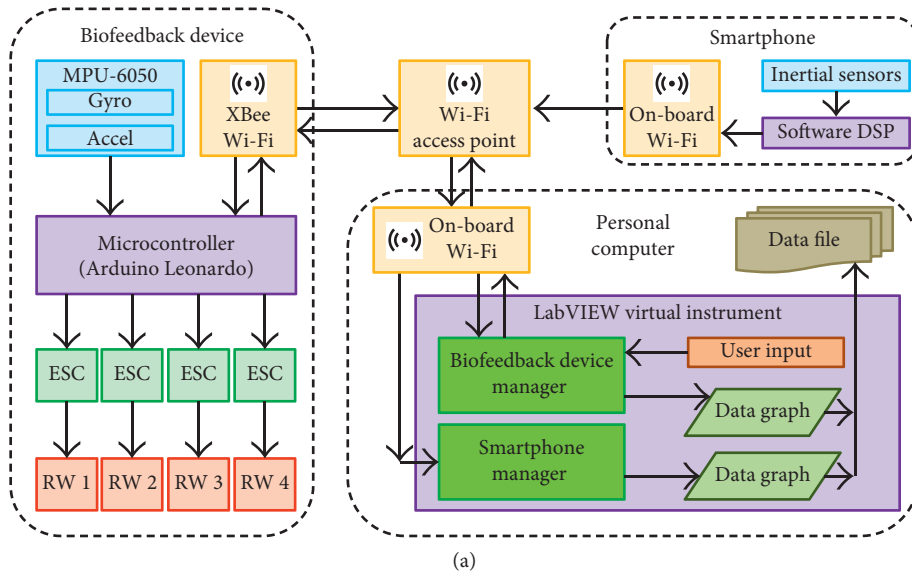 Biofeedback device
MPU-6050
Gyro
Accel
XBee
Wi-Fi
Microcontroller
(Arduino Leonardo)
ESC
ESC
ESC
ESC
RW 1
RW 2
RW 3
RW 4
Wi-Fi
access point
Smartphone
On-board
Wi-Fi
Inertial sensors
Software DSP
On-board
Wi-Fi
Personal
computer
Data file
LabVIEW virtual instrument
Biofeedback device
manager
User input
Data graph
Smartphone
manager
Data graph
(a)